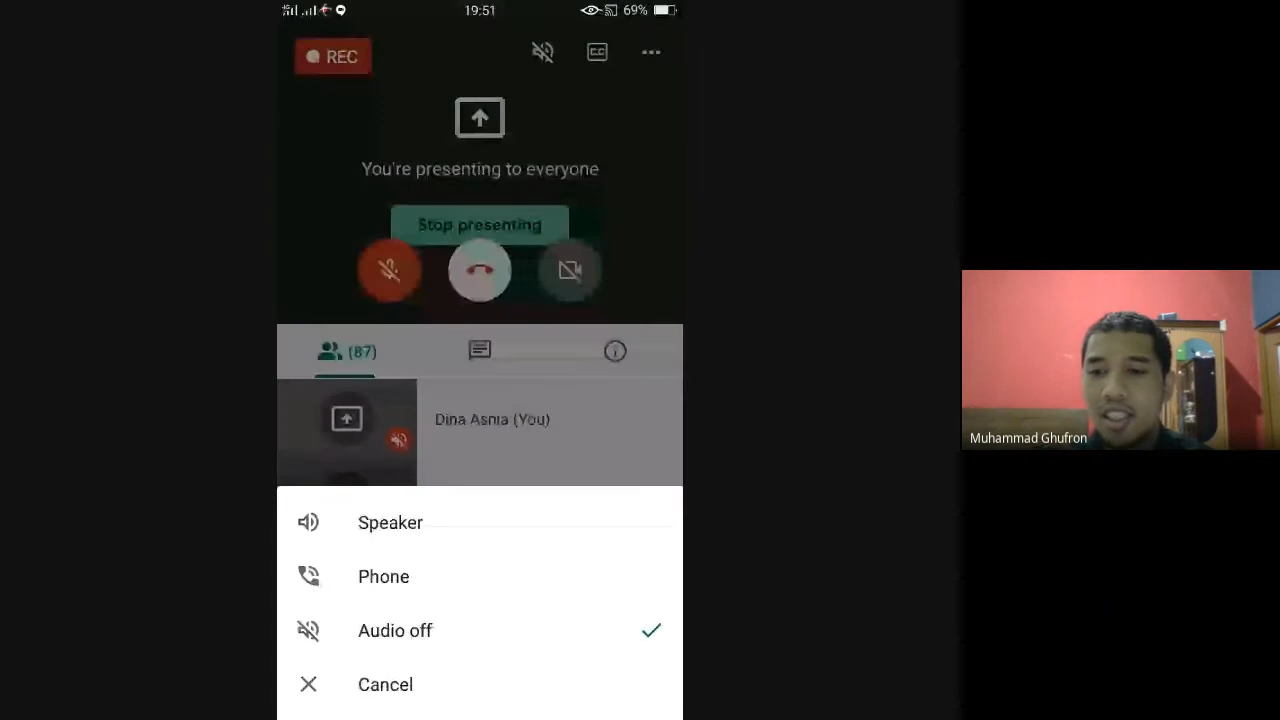 19:51
69%
REC
CC
You're presenting to everyone
Stop presenting
(87)
Dina Asnia (You)
Muhammad Ghufron
Speaker
Phone
Audio off
Cancel